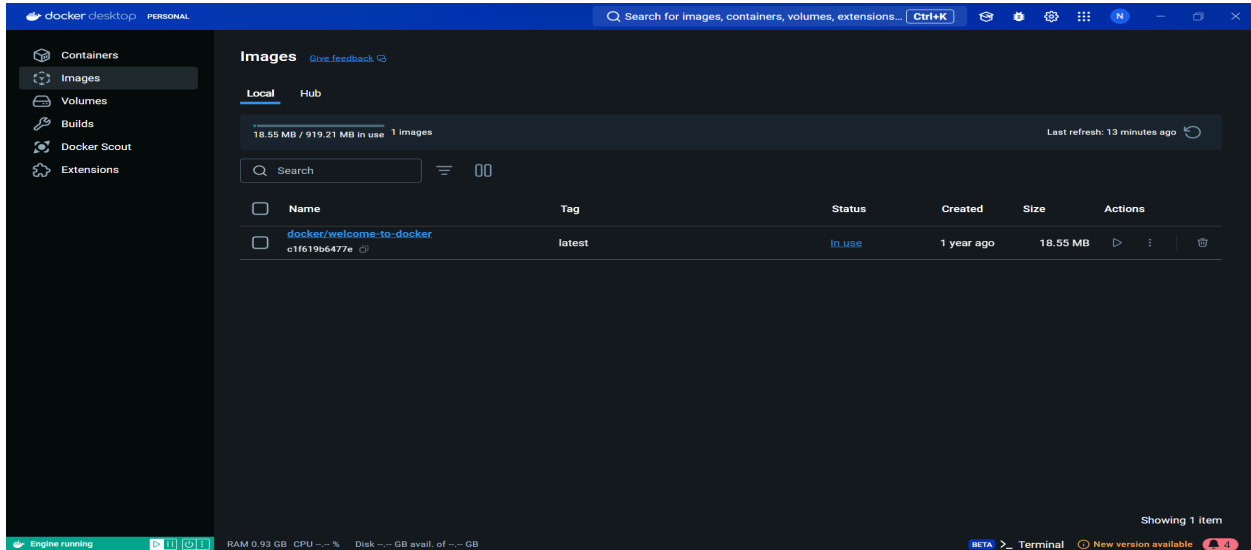 docker desktop PERSONAL
Search for images, containers, volumes, extensions... Ctrl+K
N
Containers
Images
Volumes
Builds
Docker Scout
Extensions
Images Give feedback
Local Hub
18.55 MB / 919.21 MB in use 1 images
Last refresh: 13 minutes ago
Search
Name Tag Status Created Size Actions
docker/welcome-to-docker
c1f619b6477e
latest In use 1 year ago 18.55 MB
Showing 1 item
Engine running
RAM 0.93 GB CPU --.-- % Disk --.-- GB avail. of --.-- GB
BETA >_ Terminal New version available 4